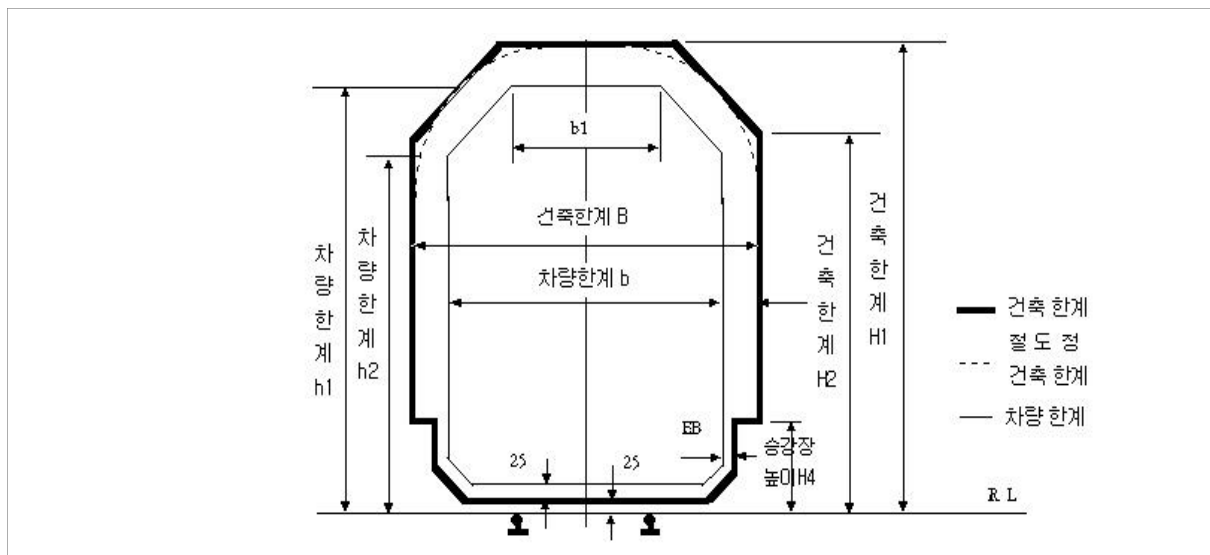 b1
건축한계 B
차량한계 b
차량한계 h1
차량한계 h2
건축한계 H2
건축한계 H1
EB
승강장
높이H4
25
25
R L
건축 한계
절 도 정
건축 한계
차량 한계